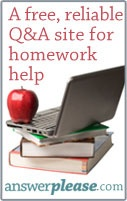 A free, reliable
Q&A site for
homework
help
answerplease.com